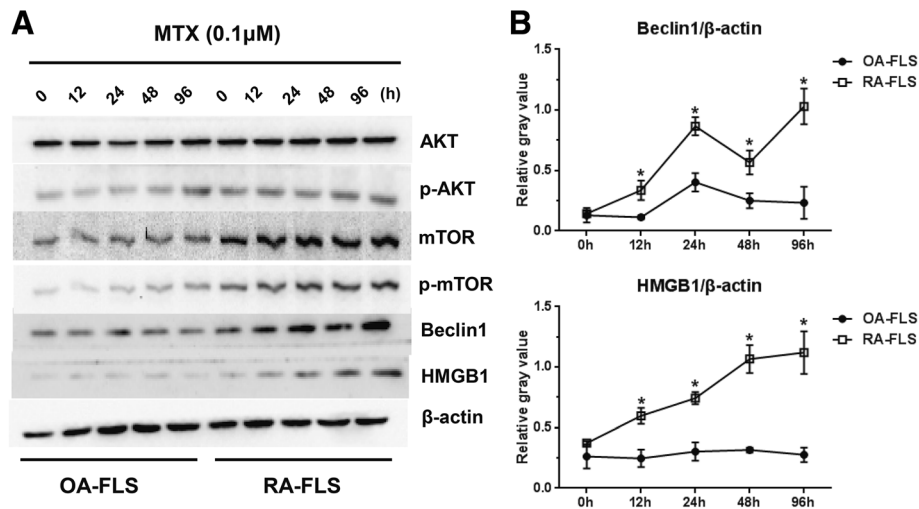 A
MTX (0.1μM)
0 12 24 48 96 0 12 24 48 96 (h)
AKT
p-AKT
mTOR
p-mTOR
Beclin1
HMGB1
β-actin
OA-FLS RA-FLS
B
Beclin1/β-actin
Relative gray value
1.5
1.0
0.5
0.0
0h 12h 24h 48h 96h
* * * *
OA-FLS
RA-FLS
HMGB1/β-actin
Relative gray value
1.5
1.0
0.5
0.0
0h 12h 24h 48h 96h
* * * *
OA-FLS
RA-FLS